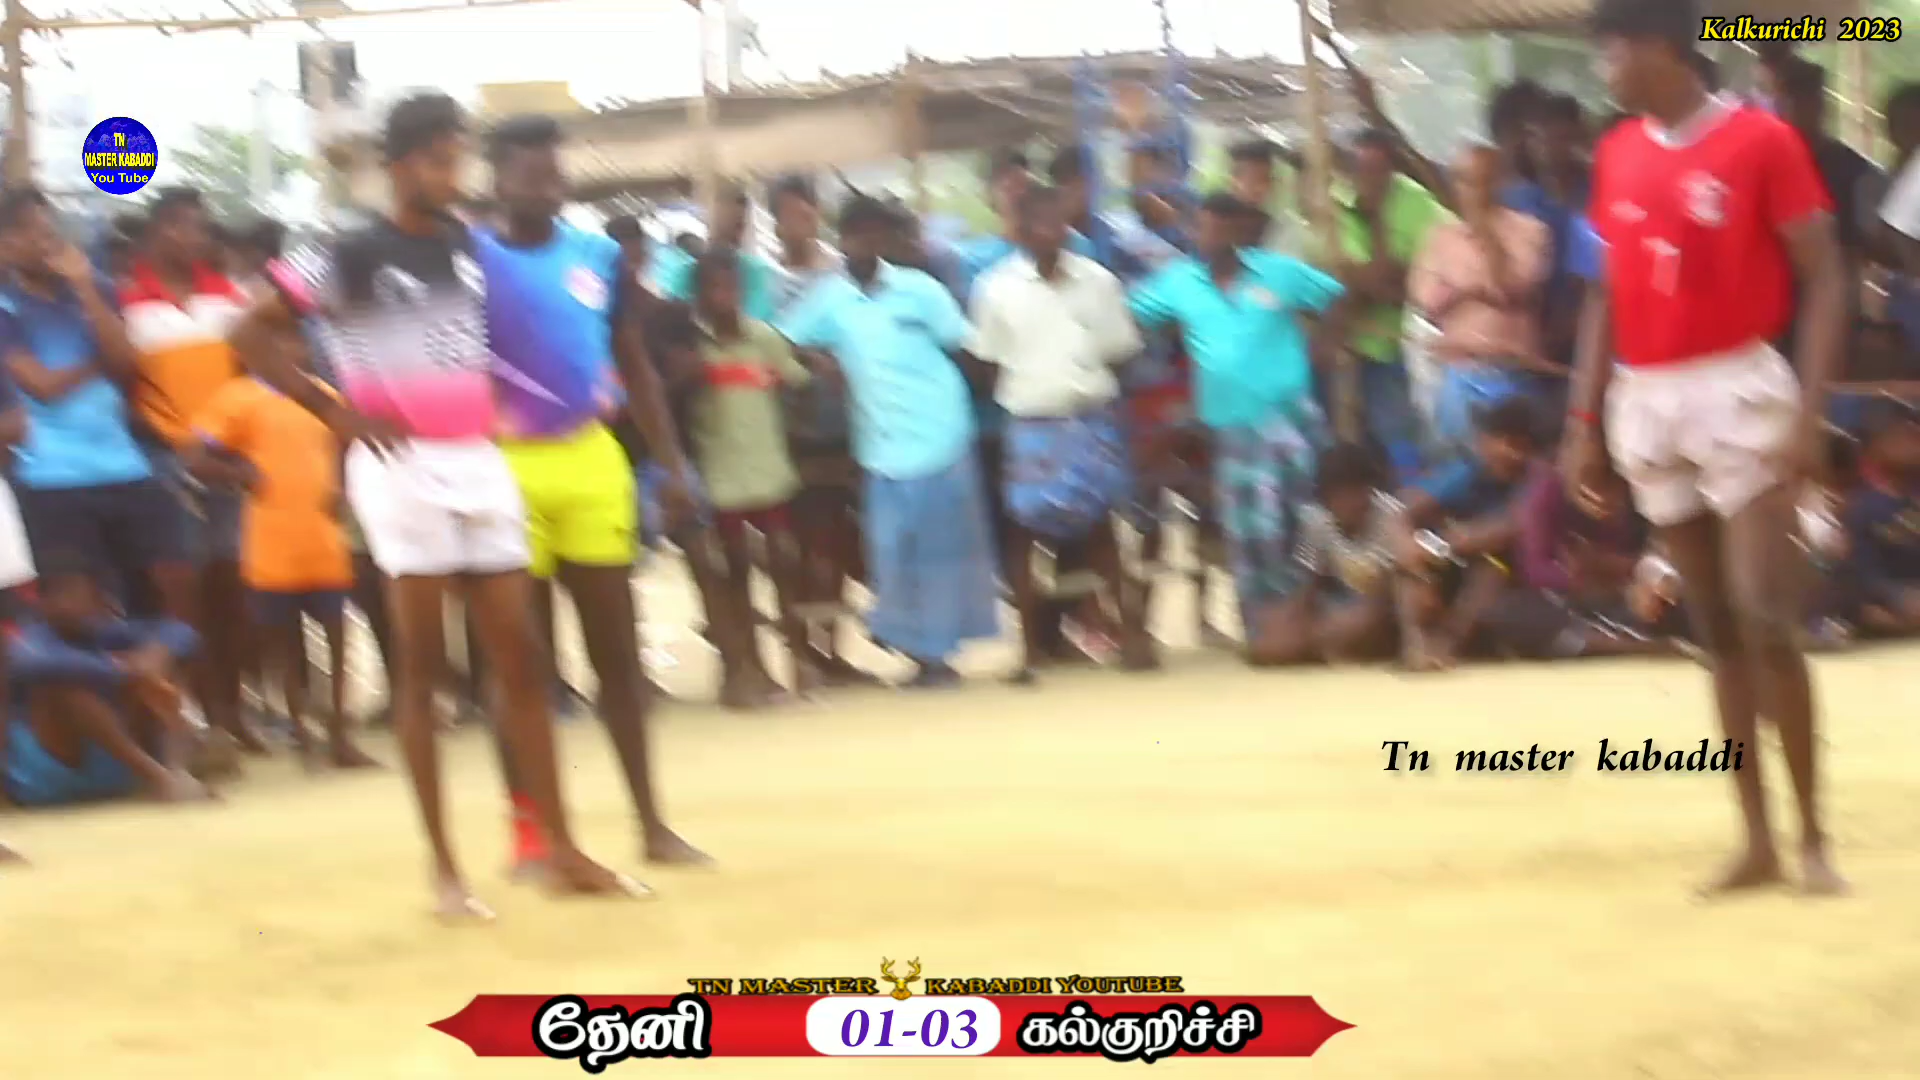 Kalkurichi 2023
TN
MASTER KABADDI
You Tube
Tn master kabaddi
TN MASTER KABADDI YOUTUBE
தேனி 01-03 கல்குறிச்சி